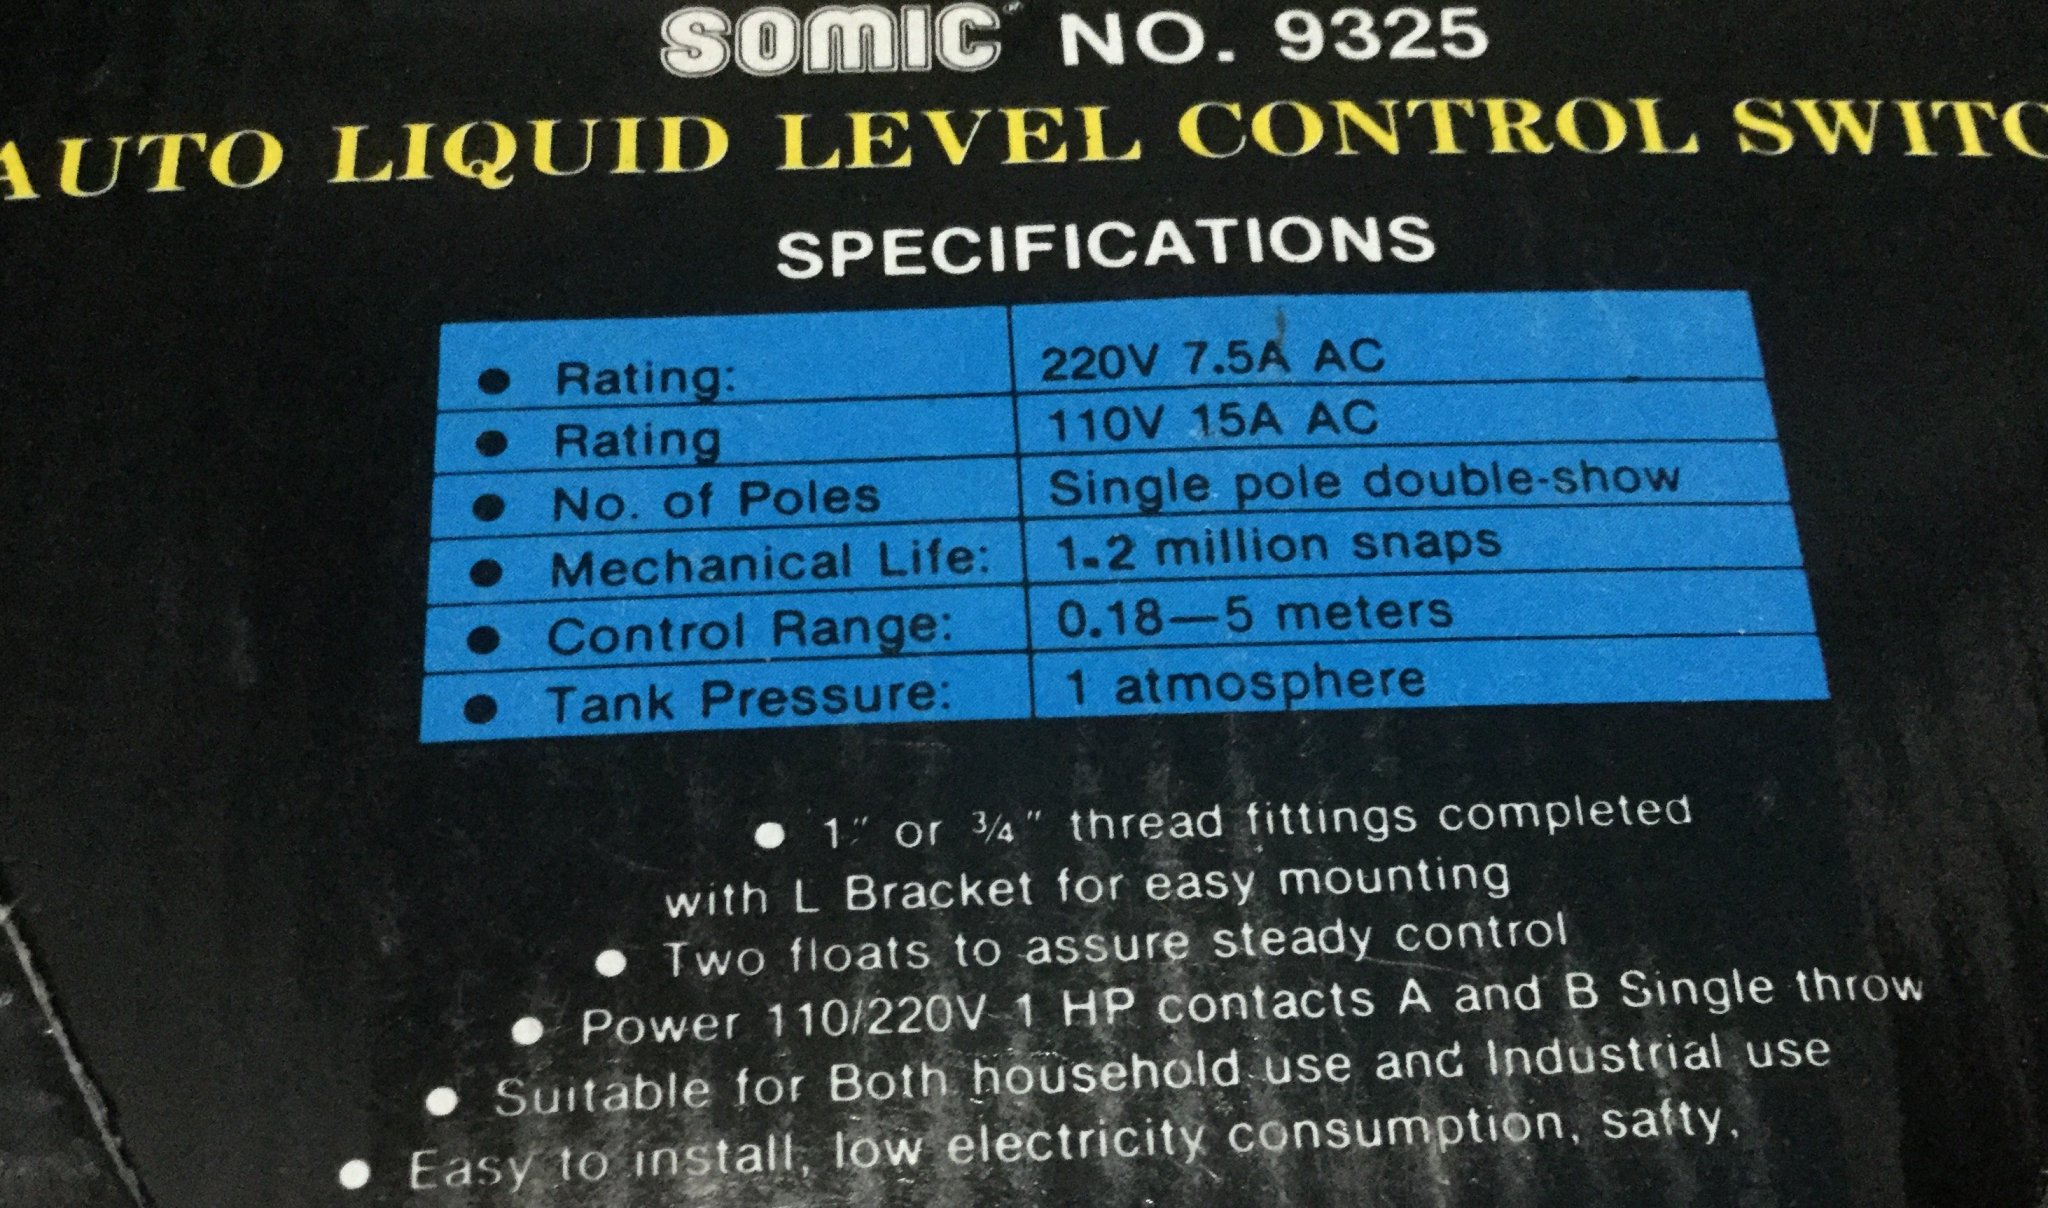 SOMIC NO. 9325
AUTO LIQUID LEVEL CONTROL SWITC
SPECIFICATIONS
● Rating: 220V 7.5A AC
● Rating 110V 15A AC
● No. of Poles Single pole double-show
● Mechanical Life: 1.2 million snaps
● Control Range: 0.18—5 meters
● Tank Pressure: 1 atmosphere
● 1" or ¾" thread fittings completed
with L Bracket for easy mounting
● Two floats to assure steady control
● Power 110/220V 1 HP contacts A and B Single throw
● Suitable for Both household use and Industrial use
● Easy to install, low electricity consumption, safty,